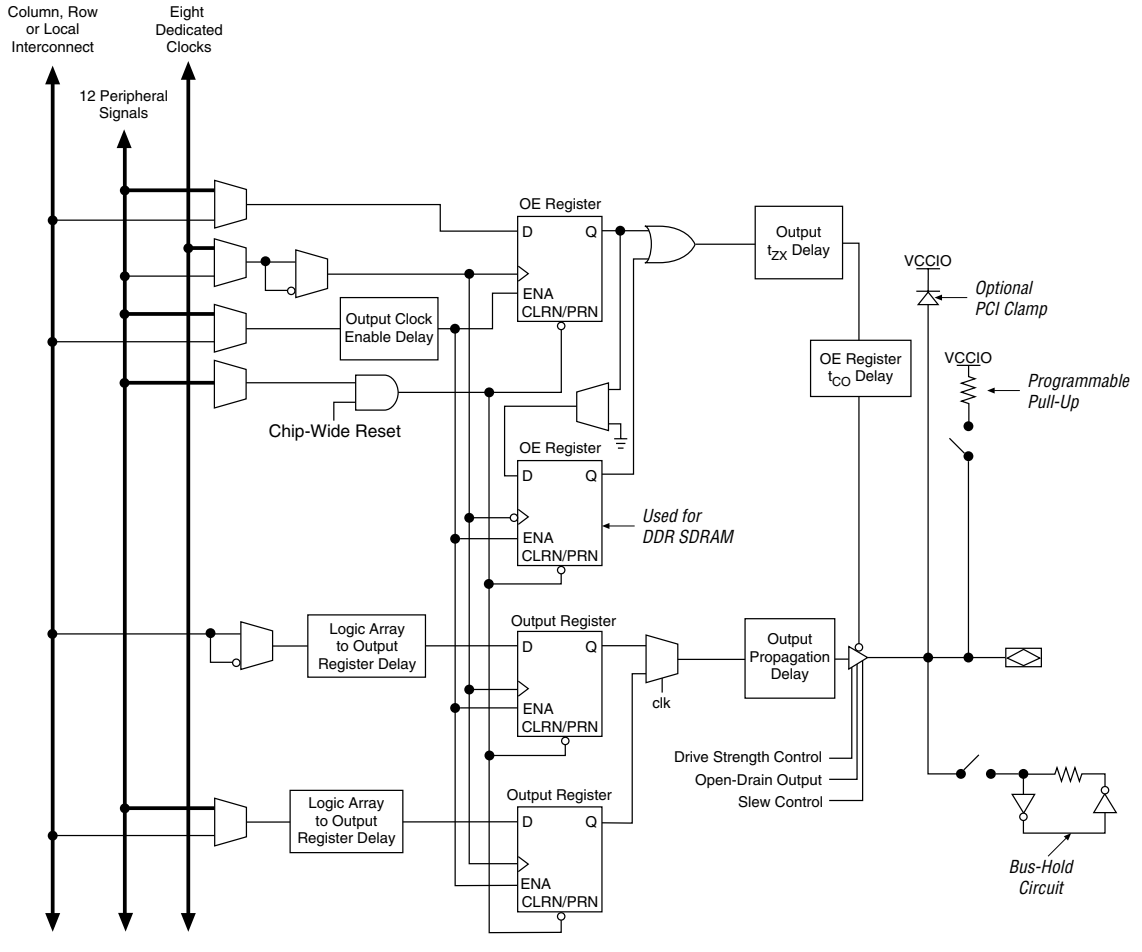 Column, Row
or Local
Interconnect
Eight
Dedicated
Clocks
12 Peripheral
Signals
OE Register
D
Q
ENA
CLRN/PRN
Output
tZX Delay
VCCIO
Optional
PCI Clamp
Output Clock
Enable Delay
OE Register
tCO Delay
VCCIO
Programmable
Pull-Up
Chip-Wide Reset
OE Register
D
Q
ENA
CLRN/PRN
Used for
DDR SDRAM
Logic Array
to Output
Register Delay
Output Register
D
Q
ENA
CLRN/PRN
clk
Output
Propagation
Delay
Drive Strength Control
Open-Drain Output
Slew Control
Logic Array
to Output
Register Delay
Output Register
D
Q
ENA
CLRN/PRN
Bus-Hold
Circuit